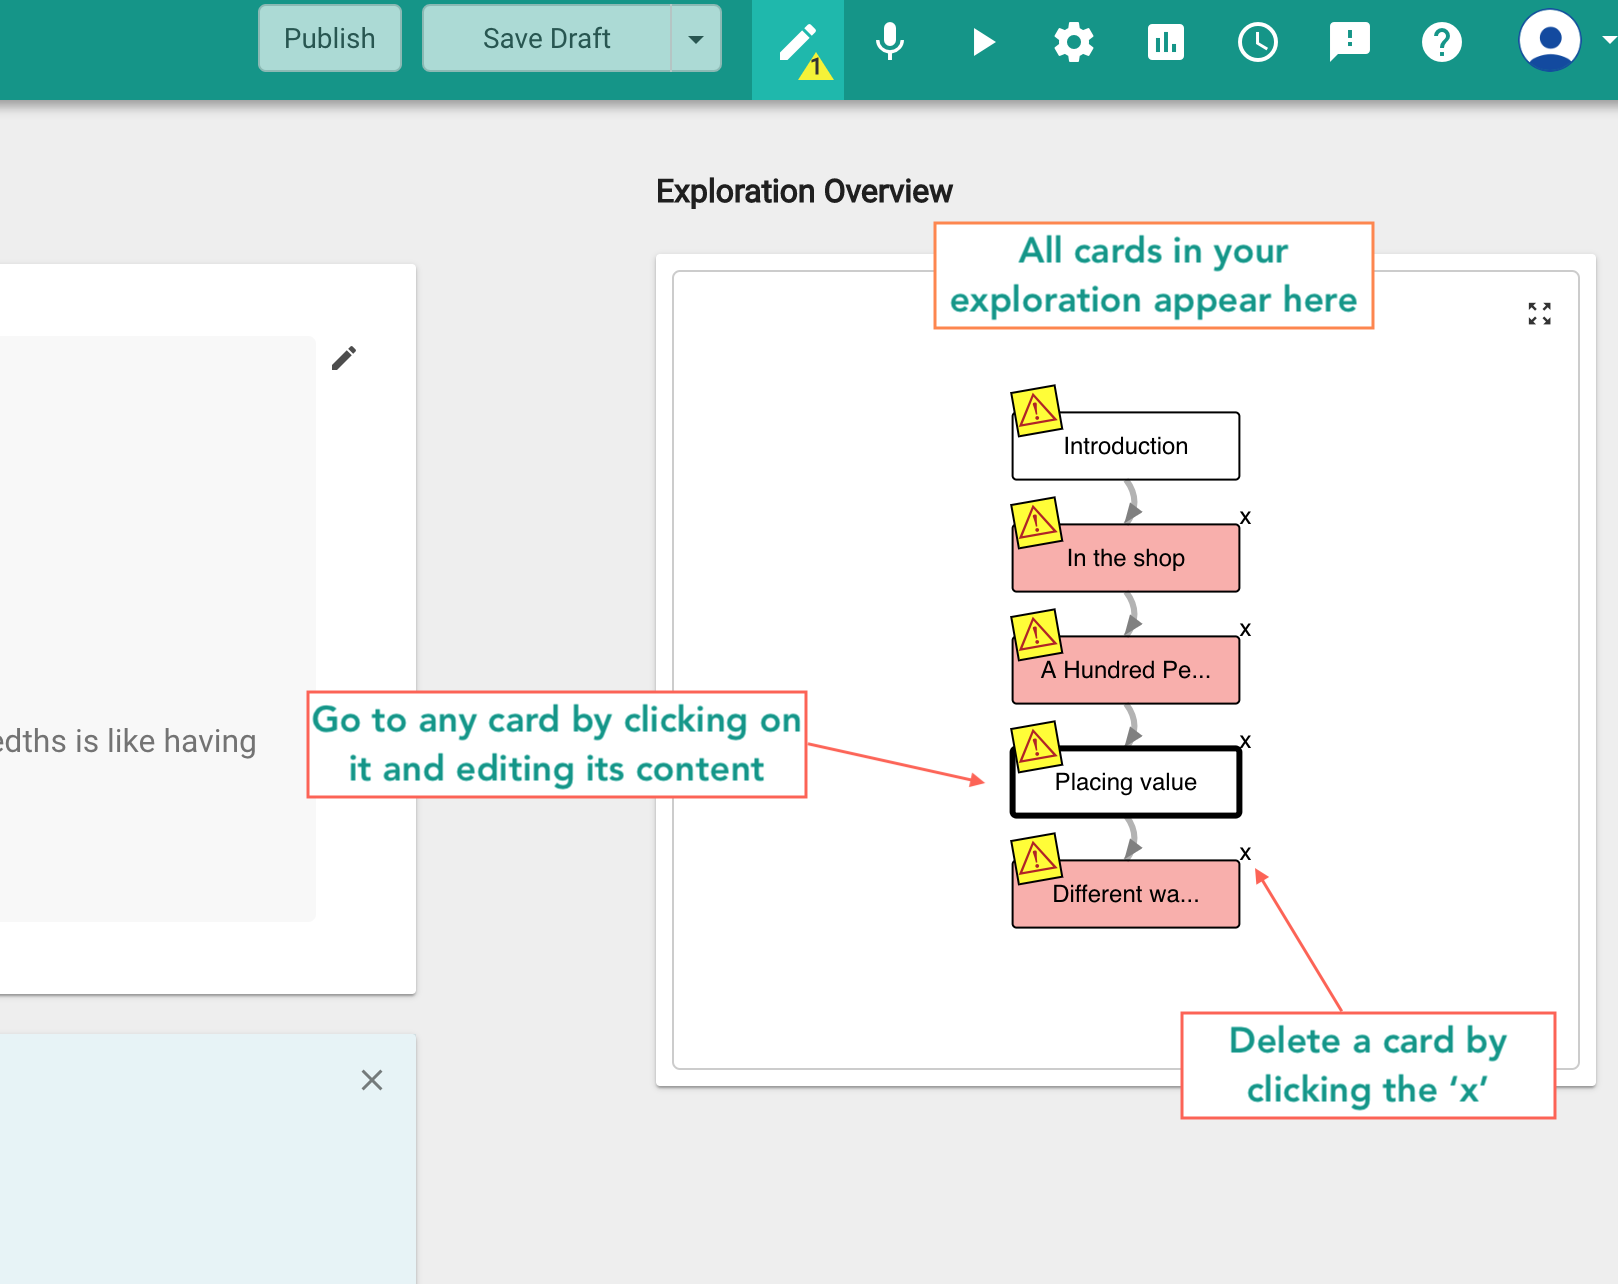 Publish
Save Draft
1
Exploration Overview
All cards in your
exploration appear here
Introduction
x
In the shop
x
A Hundred Pe...
Go to any card by clicking on
it and editing its content
edths is like having
x
Placing value
x
Different wa...
Delete a card by
clicking the ‘x’